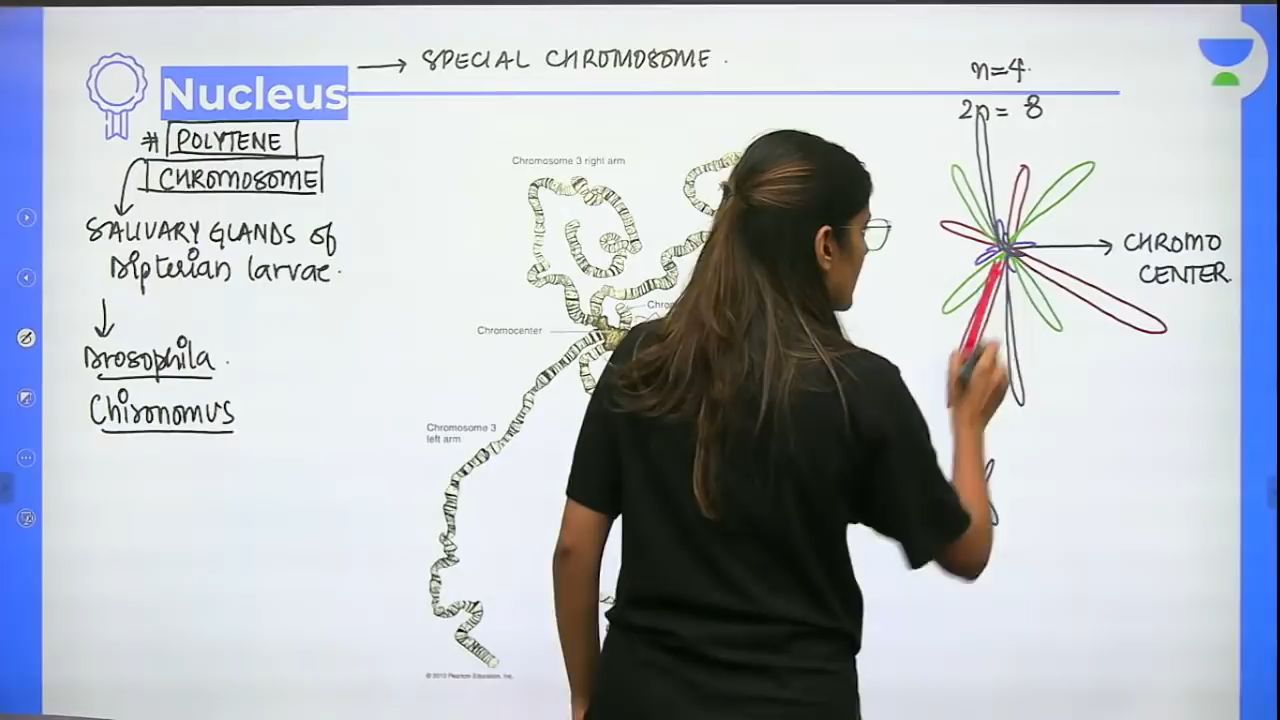 Nucleus
→ SPECIAL CHROMOSOME.
# POLYTENE
CHROMOSOME
SALIVARY GLANDS of
Dipterian larvae.
Drosophila.
Chironomus
Chromosome 3 right arm
Chromocenter
Chromosome 3
left arm
© 2012 Pearson Education, Inc.
n=4.
2n = 8
CHROMO
CENTER